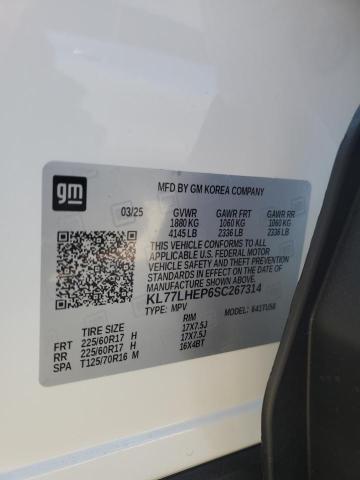 gm
MFD BY GM KOREA COMPANY
03/25 GVWR GAWR FRT GAWR RR
1880 KG 1060 KG 1060 KG
4145 LB 2336 LB 2336 LB
THIS VEHICLE CONFORMS TO ALL
APPLICABLE U.S. FEDERAL MOTOR
VEHICLE SAFETY AND THEFT PREVENTION
STANDARDS IN EFFECT ON THE DATE OF
MANUFACTURE SHOWN ABOVE.
KL77LHEP6SC267314
TYPE: MPV MODEL:
TIRE SIZE RIM
FRT 225/60R17 H 17X7.5J
RR 225/60R17 H 17X7.5J
SPA T125/70R16 M 16X4BT